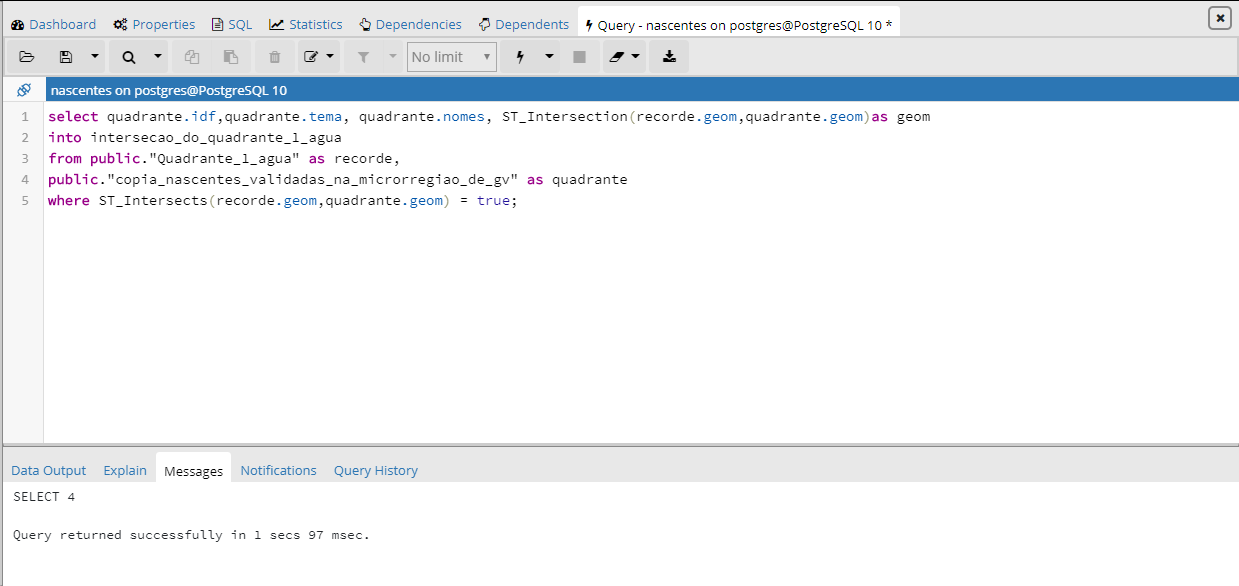 Dashboard Properties SQL Statistics Dependencies Dependents Query - nascentes on postgres@PostgreSQL 10 *
No limit
nascentes on postgres@PostgreSQL 10
1 select quadrante.idf,quadrante.tema, quadrante.nomes, ST_Intersection(recorde.geom,quadrante.geom)as geom
2 into intersecao_do_quadrante_1_agua
3 from public."Quadrante_1_agua" as recorde,
4 public."copia_nascentes_validadas_na_microrregiao_de_gv" as quadrante
5 where ST_Intersects(recorde.geom,quadrante.geom) = true;
Data Output Explain Messages Notifications Query History
SELECT 4
Query returned successfully in 1 secs 97 msec.